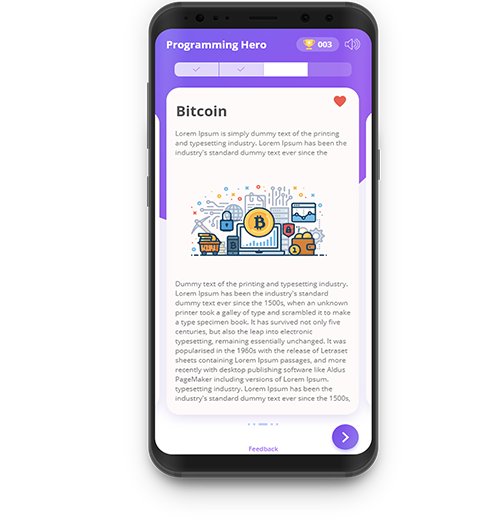 Programming Hero
003
Bitcoin
Lorem Ipsum is simply dummy text of the printing
and typesetting industry. Lorem Ipsum has been the
industry's standard dummy text ever since the
Dummy text of the printing and typesetting industry.
Lorem Ipsum has been the industry's standard
dummy text ever since the 1500s, when an unknown
printer took a galley of type and scrambled it to make
a type specimen book. It has survived not only five
centuries, but also the leap into electronic
typesetting, remaining essentially unchanged. It was
popularised in the 1960s with the release of Letraset
sheets containing Lorem Ipsum passages, and more
recently with desktop publishing software like Aldus
PageMaker including versions of Lorem Ipsum.
typesetting industry. Lorem Ipsum has been the
industry's standard dummy text ever since the 1500s,
Feedback